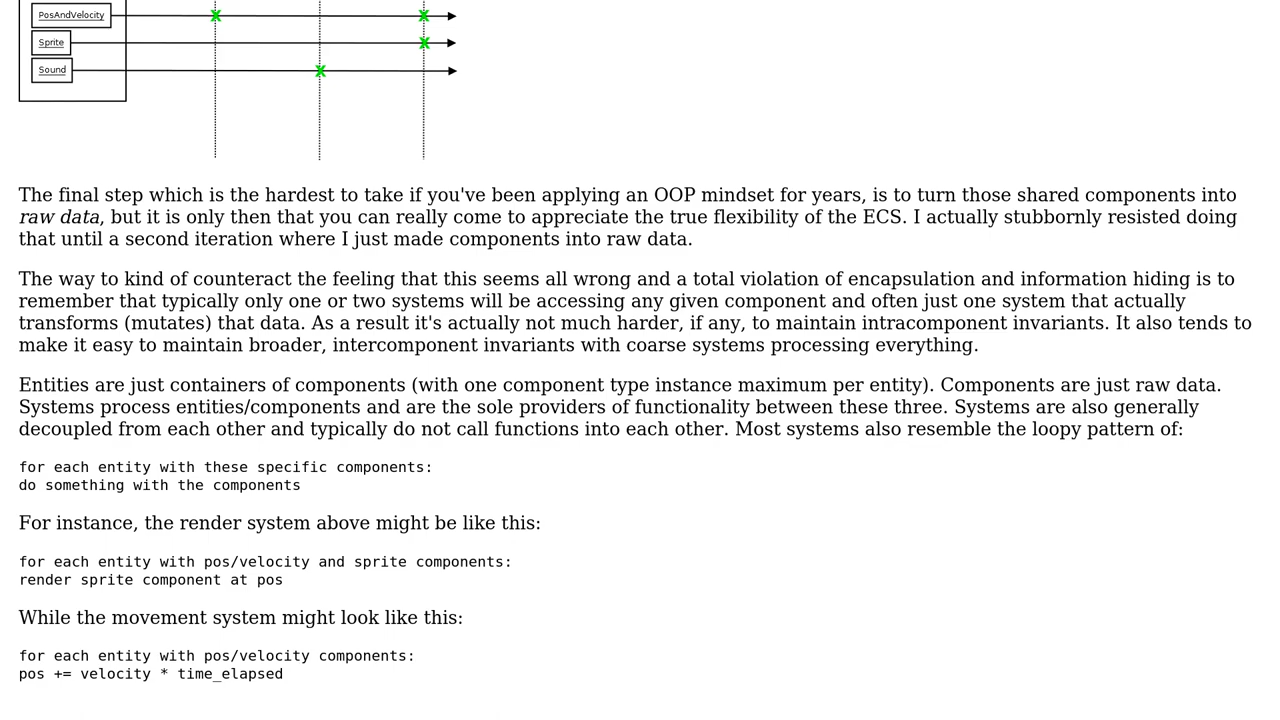 PosAndVelocity
Sprite
Sound
The final step which is the hardest to take if you've been applying an OOP mindset for years, is to turn those shared components into
raw data, but it is only then that you can really come to appreciate the true flexibility of the ECS. I actually stubbornly resisted doing
that until a second iteration where I just made components into raw data.
The way to kind of counteract the feeling that this seems all wrong and a total violation of encapsulation and information hiding is to
remember that typically only one or two systems will be accessing any given component and often just one system that actually
transforms (mutates) that data. As a result it's actually not much harder, if any, to maintain intracomponent invariants. It also tends to
make it easy to maintain broader, intercomponent invariants with coarse systems processing everything.
Entities are just containers of components (with one component type instance maximum per entity). Components are just raw data.
Systems process entities/components and are the sole providers of functionality between these three. Systems are also generally
decoupled from each other and typically do not call functions into each other. Most systems also resemble the loopy pattern of:
for each entity with these specific components:
do something with the components
For instance, the render system above might be like this:
for each entity with pos/velocity and sprite components:
render sprite component at pos
While the movement system might look like this:
for each entity with pos/velocity components:
pos += velocity * time_elapsed